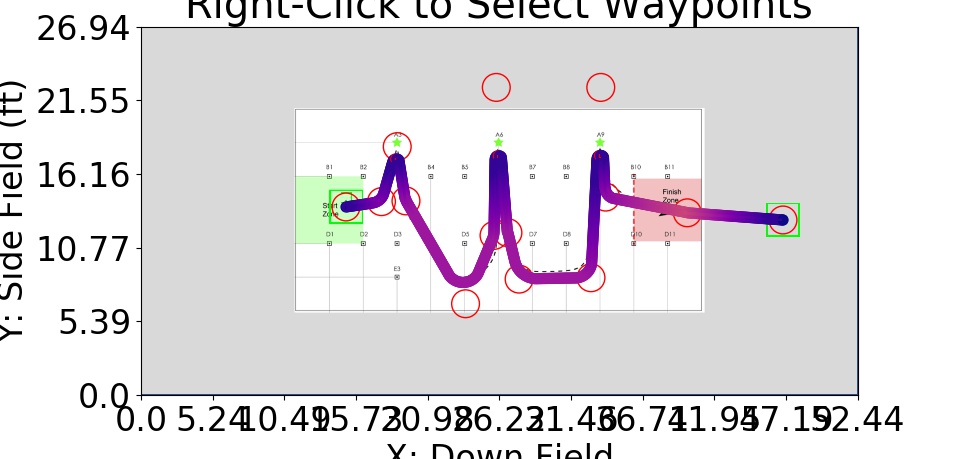 Right-Click to Select Waypoints
26.94
21.55
16.16
10.77
5.39
0.0
Y: Side Field (ft)
A3 A6 A9
B1 B2 B4 B5 B7 B8 B10 B11
Start
Zone
Finish
Zone
D1 D2 D3 D5 D7 D8 D10 D11
E3
0.0 5.24 10.49 15.73 20.98 26.22 31.46 36.71 41.95 47.19 52.44
X: Down Field